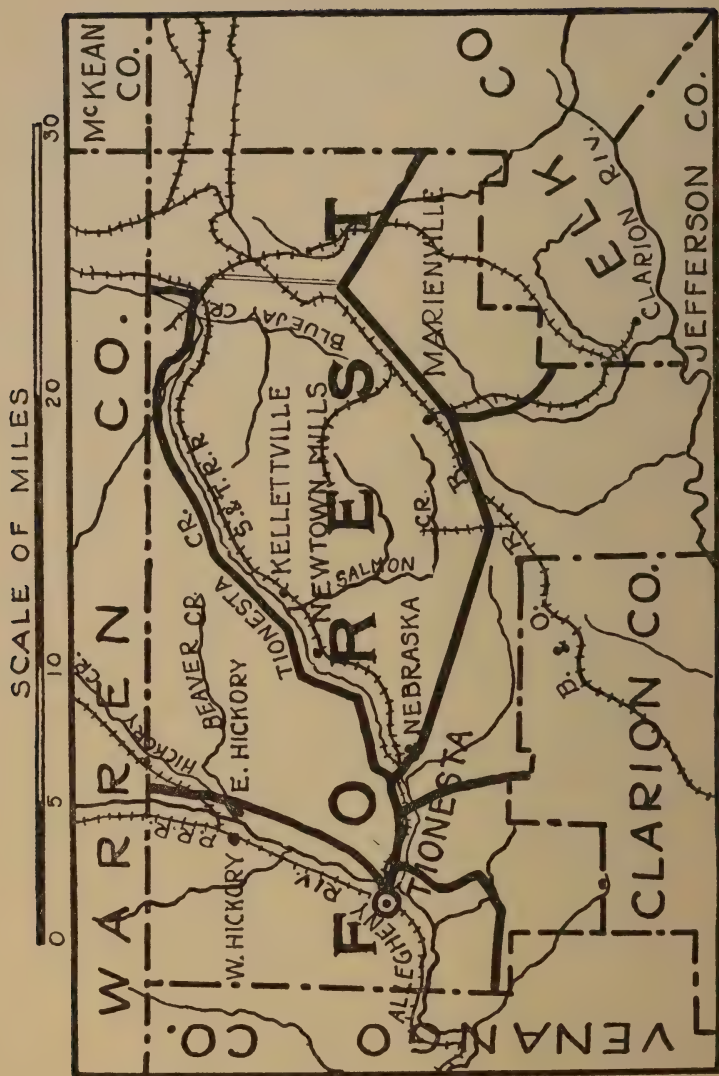 SCALE OF MILES
0 5 10 20 30
WARREN CO.
McKEAN
CO.
HICKORY CR.
BEAVER CR.
P.R.R.
W. HICKORY
E. HICKORY
TIONESTA CR.
S.&T.R.R.
BLUEJAY CR.
KELLETTVILLE
NEWTOWN MILLS
ALLEGHENY RIV.
FOREST
SALMON CR.
NEBRASKA
TIONESTA
MARIENVILLE
B. & O. R. R.
ELK CO
CLARION RIV.
CLARION
VENANGO CO.
CLARION CO.
JEFFERSON CO.